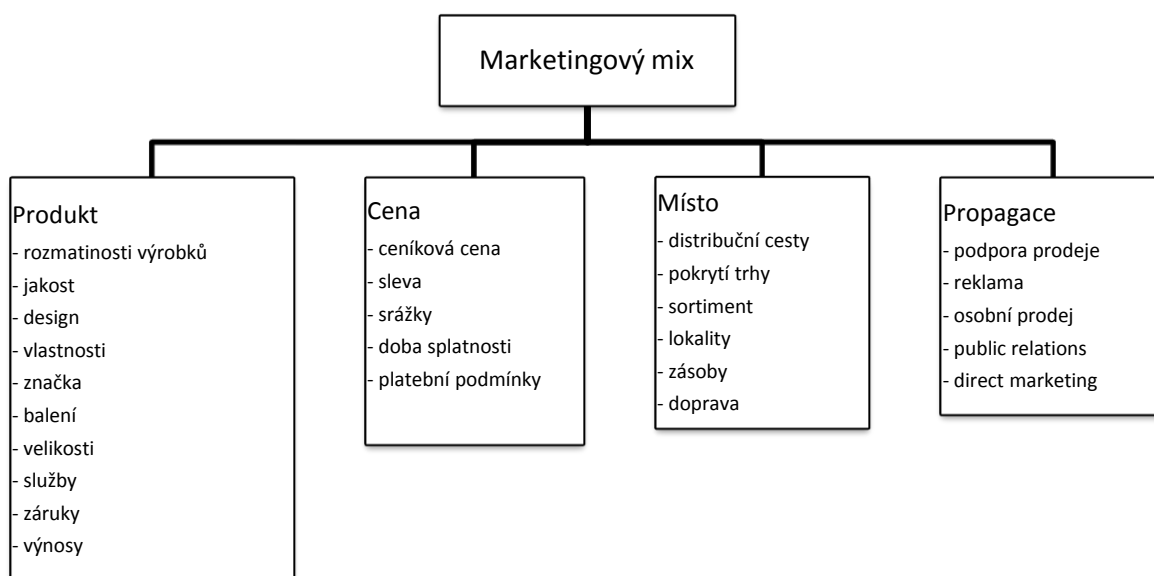 Marketingový mix
Produkt
- rozmatinosti výrobků
- jakost
- design
- vlastnosti
- značka
- balení
- velikosti
- služby
- záruky
- výnosy
Cena
- ceníková cena
- sleva
- srážky
- doba splatnosti
- platební podmínky
Místo
- distribuční cesty
- pokrytí trhy
- sortiment
- lokality
- zásoby
- doprava
Propagace
- podpora prodeje
- reklama
- osobní prodej
- public relations
- direct marketing